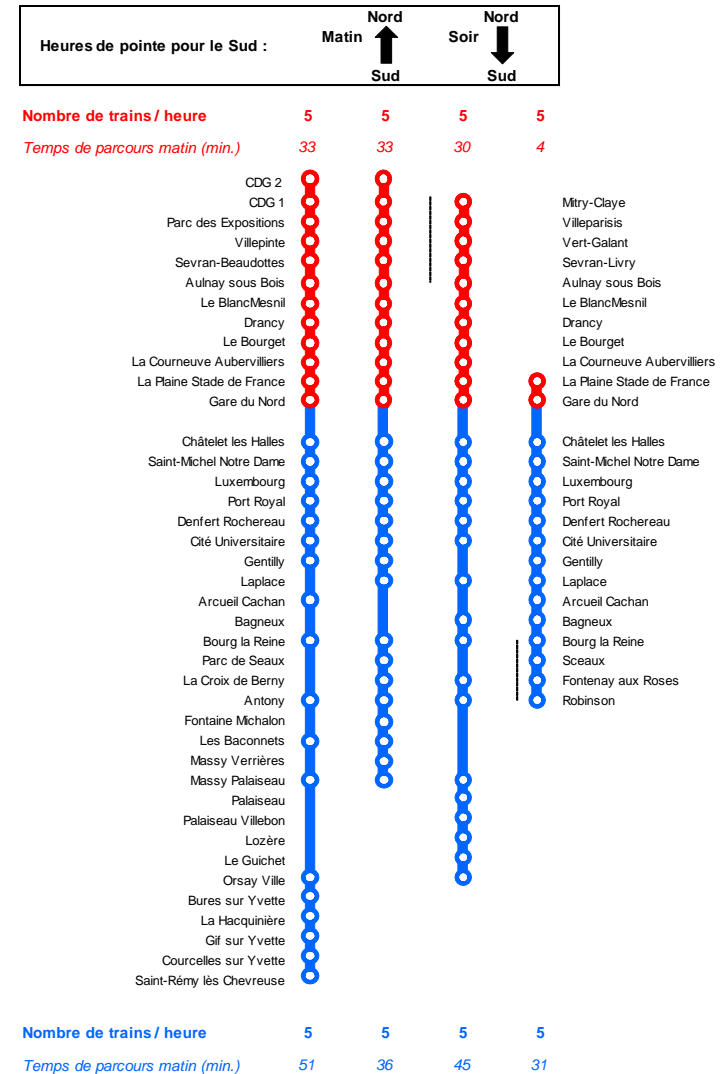 Nord Nord
Heures de pointe pour le Sud : Matin Soir
Sud Sud
Nombre de trains / heure 5 5 5 5
Temps de parcours matin (min.) 33 33 30 4
CDG 2
CDG 1 Mitry-Claye
Parc des Expositions Villeparisis
Villepinte Vert-Galant
Sevran-Beaudottes Sevran-Livry
Aulnay sous Bois Aulnay sous Bois
Le BlancMesnil Le BlancMesnil
Drancy Drancy
Le Bourget Le Bourget
La Courneuve Aubervilliers La Courneuve Aubervilliers
La Plaine Stade de France La Plaine Stade de France
Gare du Nord Gare du Nord
Châtelet les Halles Châtelet les Halles
Saint-Michel Notre Dame Saint-Michel Notre Dame
Luxembourg Luxembourg
Port Royal Port Royal
Denfert Rochereau Denfert Rochereau
Cité Universitaire Cité Universitaire
Gentilly Gentilly
Laplace Laplace
Arcueil Cachan Arcueil Cachan
Bagneux Bagneux
Bourg la Reine Bourg la Reine
Parc de Seaux Sceaux
La Croix de Berny Fontenay aux Roses
Antony Robinson
Fontaine Michalon
Les Baconnets
Massy Verrières
Massy Palaiseau
Palaiseau
Palaiseau Villebon
Lozère
Le Guichet
Orsay Ville
Bures sur Yvette
La Hacquinière
Gif sur Yvette
Courcelles sur Yvette
Saint-Rémy lès Chevreuse
Nombre de trains / heure 5 5 5 5
Temps de parcours matin (min.) 51 36 45 31